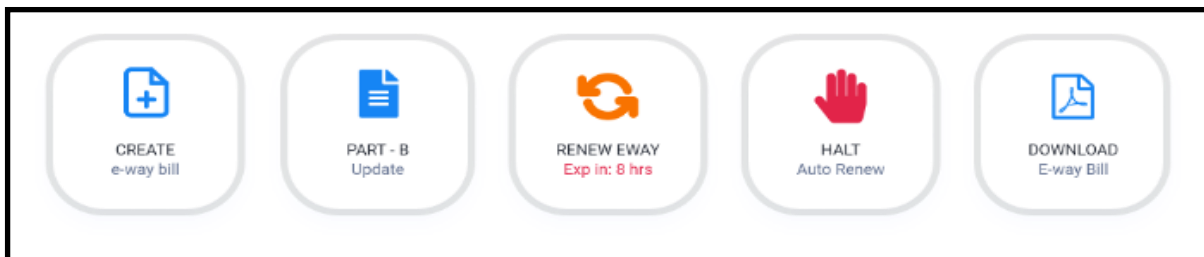 CREATE
e-way bill
PART - B
Update
RENEW EWAY
Exp in: 8 hrs
HALT
Auto Renew
DOWNLOAD
E-way Bill